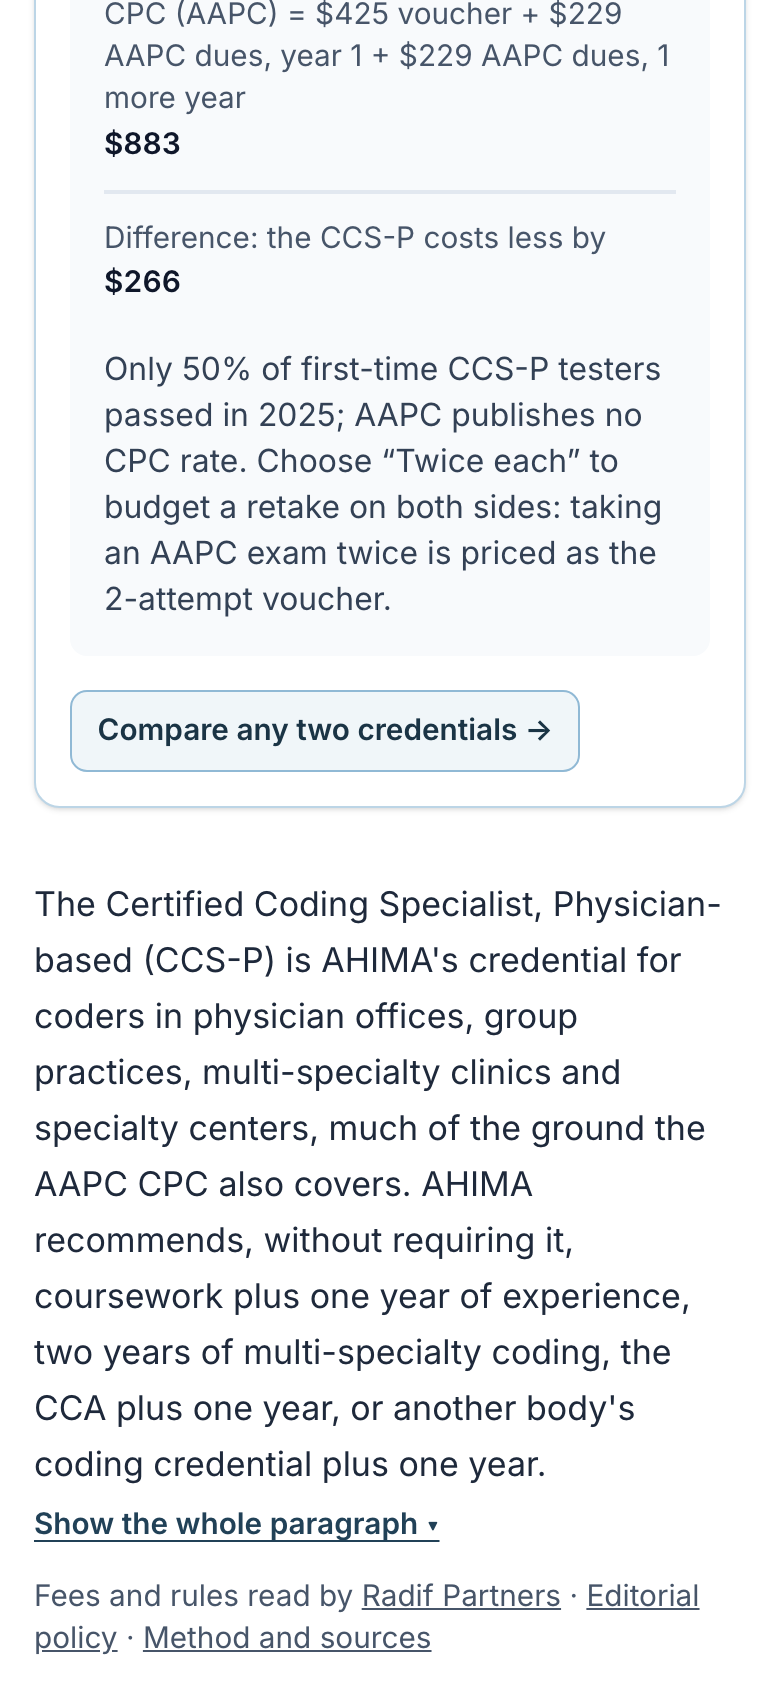 CPC (AAPC) = $425 voucher + $229
AAPC dues, year 1 + $229 AAPC dues, 1
more year
$883
Difference: the CCS-P costs less by
$266
Only 50% of first-time CCS-P testers
passed in 2025; AAPC publishes no
CPC rate. Choose “Twice each” to
budget a retake on both sides: taking
an AAPC exam twice is priced as the
2-attempt voucher.
Compare any two credentials →
The Certified Coding Specialist, Physician-
based (CCS-P) is AHIMA's credential for
coders in physician offices, group
practices, multi-specialty clinics and
specialty centers, much of the ground the
AAPC CPC also covers. AHIMA
recommends, without requiring it,
coursework plus one year of experience,
two years of multi-specialty coding, the
CCA plus one year, or another body's
coding credential plus one year.
Show the whole paragraph ▾
Fees and rules read by Radif Partners · Editorial
policy · Method and sources